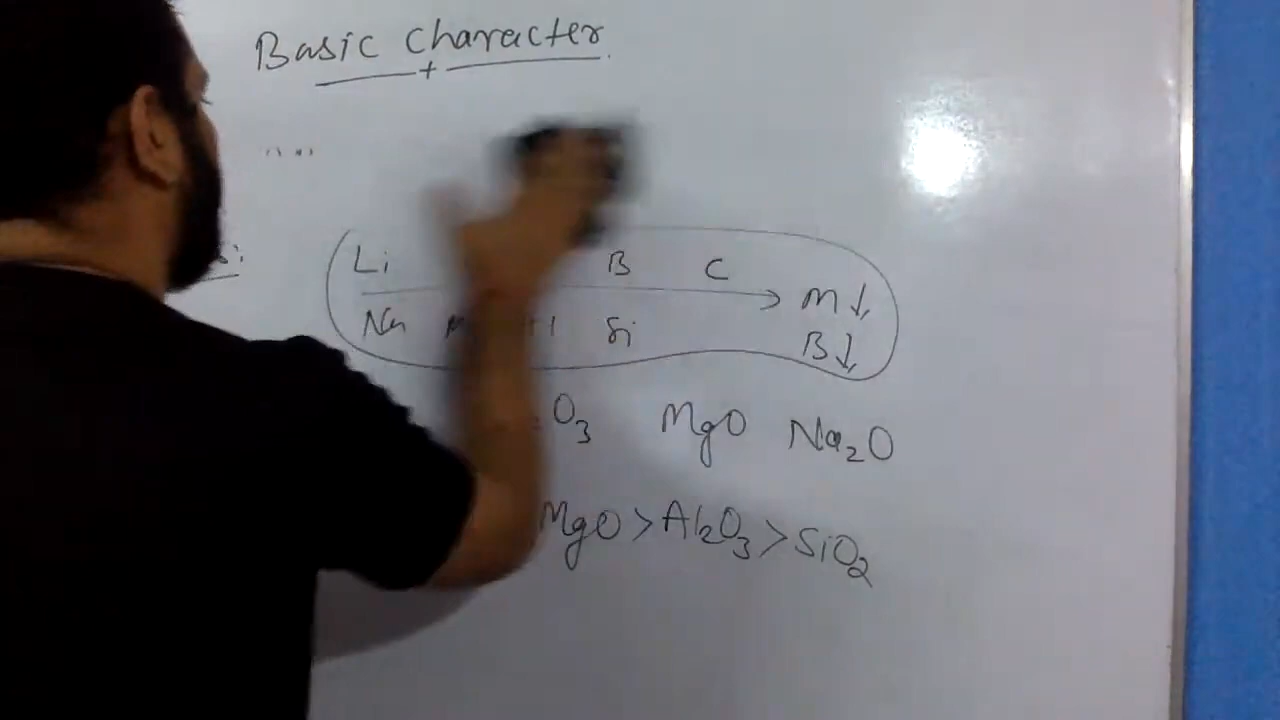 Basic character
s:
Li B C
M↓
Na Si
B↓
O3 MgO Na2O
MgO > Al2O3 > SiO2